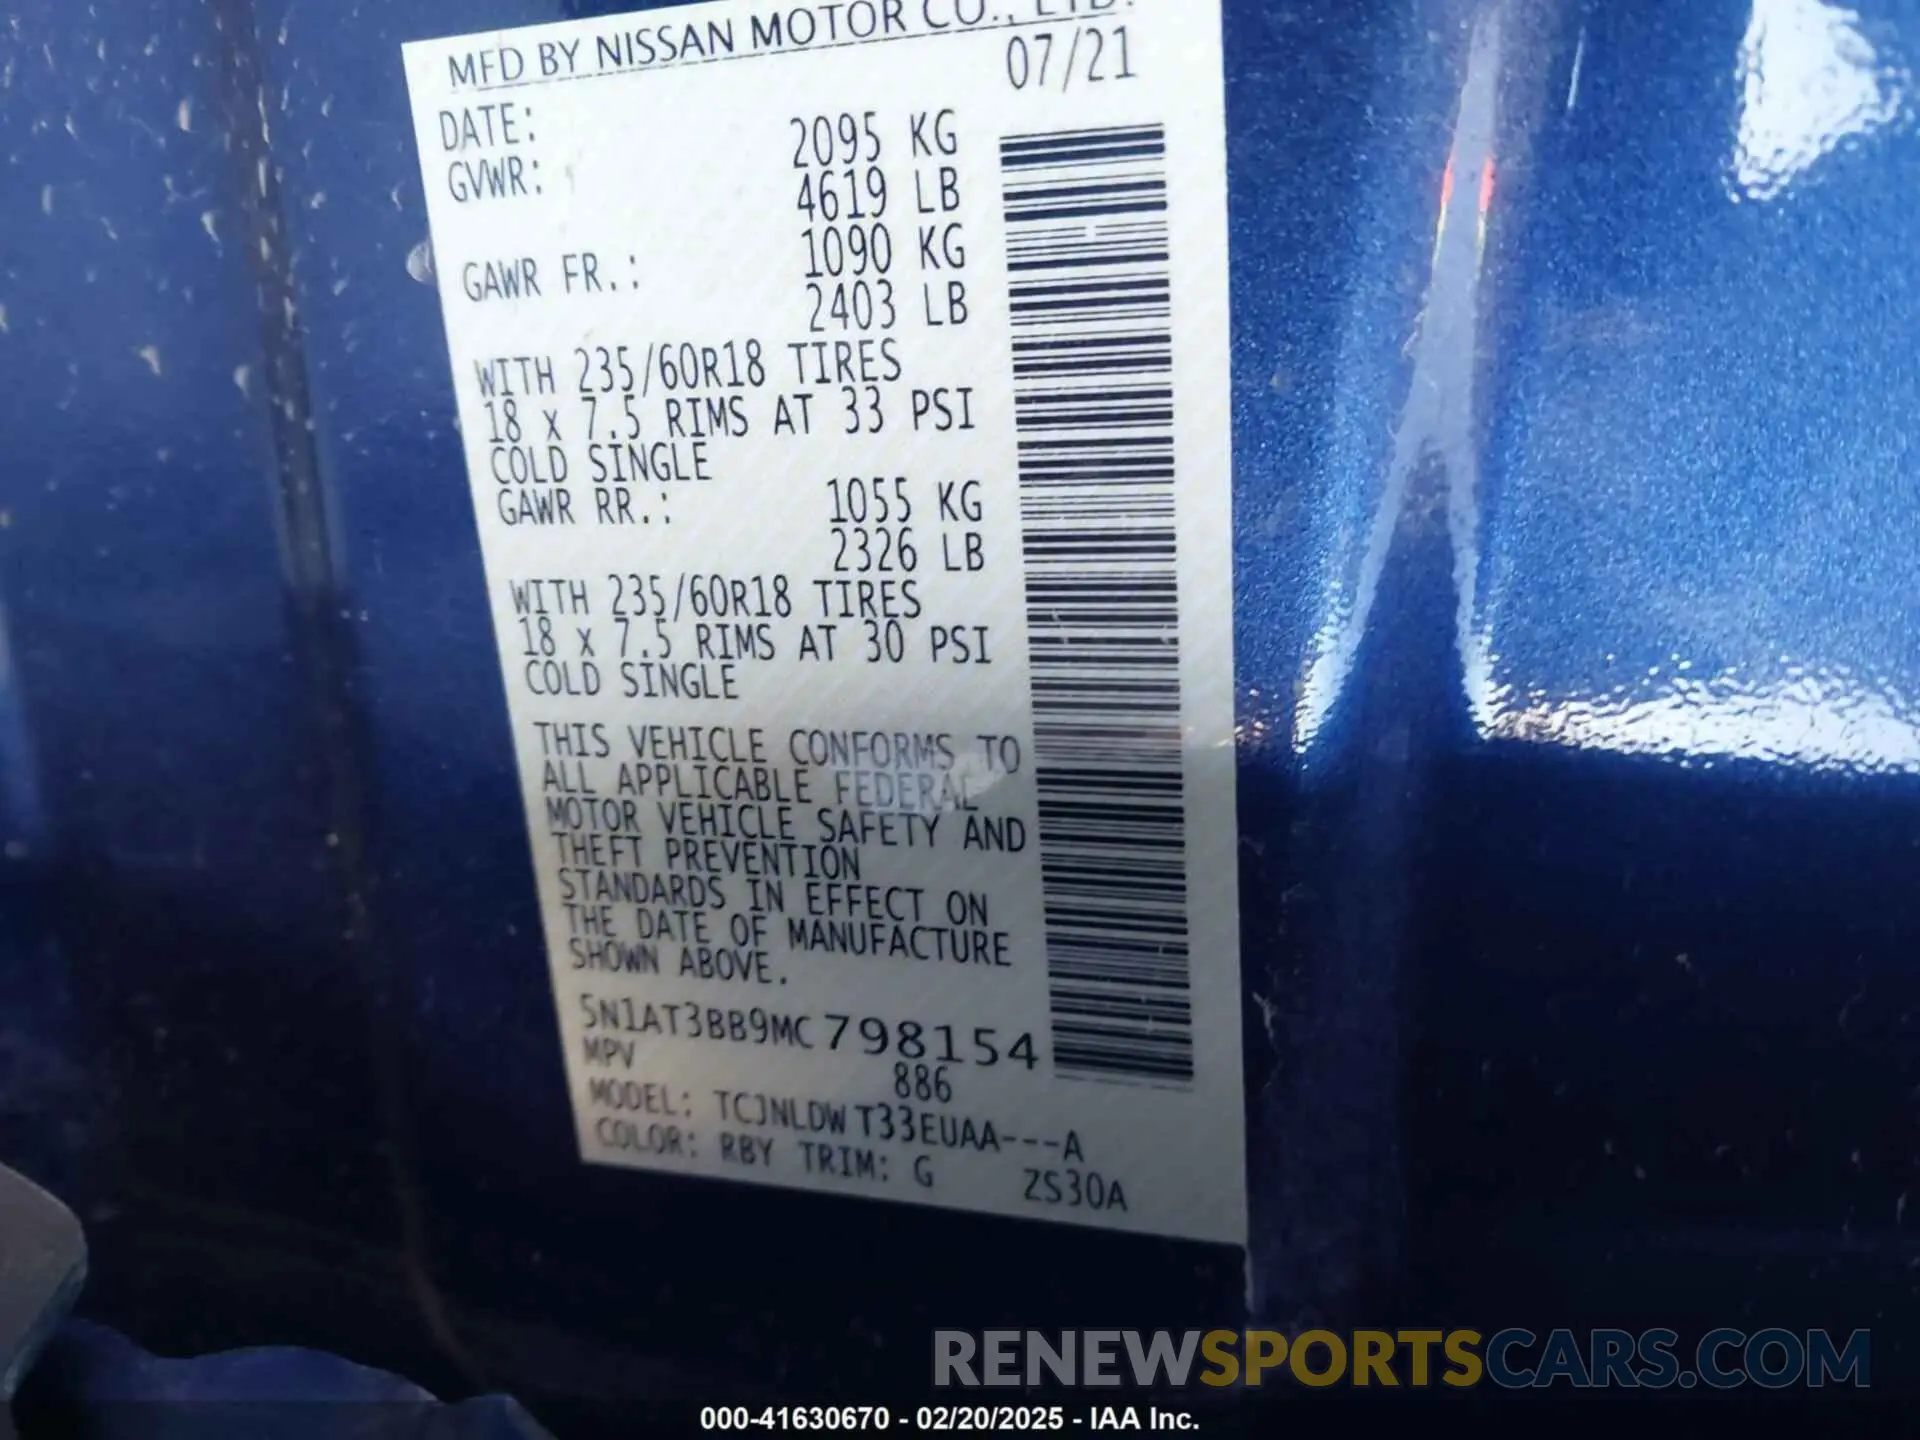 MFD BY NISSAN MOTOR CO., LTD.
DATE: 07/21
GVWR: 2095 KG
4619 LB
GAWR FR.: 1090 KG
2403 LB
WITH 235/60R18 TIRES
18 x 7.5 RIMS AT 33 PSI
COLD SINGLE
GAWR RR.: 1055 KG
2326 LB
WITH 235/60R18 TIRES
18 x 7.5 RIMS AT 30 PSI
COLD SINGLE
THIS VEHICLE CONFORMS TO
ALL APPLICABLE FEDERAL
MOTOR VEHICLE SAFETY AND
THEFT PREVENTION
STANDARDS IN EFFECT ON
THE DATE OF MANUFACTURE
SHOWN ABOVE.
5N1AT3BB9MC798154
MPV 886
MODEL: TCJNLDW T33EUAA---A
COLOR: RBY TRIM: G ZS30A
RENEWSPORTSCARS.COM
000-41630670 - 02/20/2025 - IAA Inc.